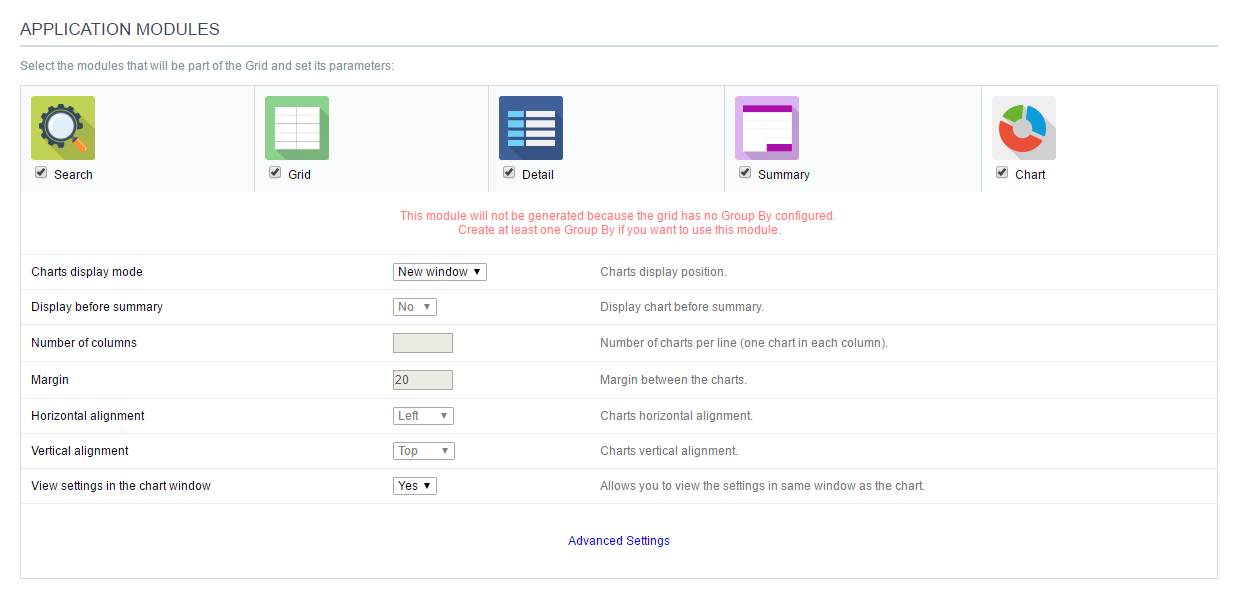 APPLICATION MODULES
Select the modules that will be part of the Grid and set its parameters:
Search Grid Detail Summary Chart
This module will not be generated because the grid has no Group By configured.
Create at least one Group By if you want to use this module.
Charts display mode New window Charts display position.
Display before summary No Display chart before summary.
Number of columns Number of charts per line (one chart in each column).
Margin 20 Margin between the charts.
Horizontal alignment Left Charts horizontal alignment.
Vertical alignment Top Charts vertical alignment.
View settings in the chart window Yes Allows you to view the settings in same window as the chart.
Advanced Settings